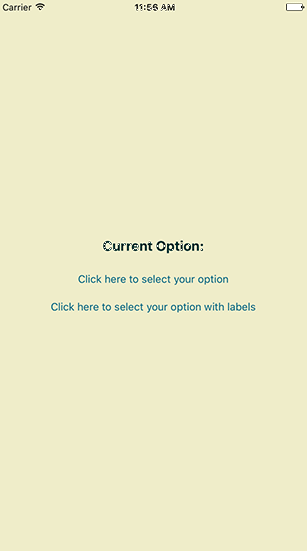 Carrier 11:56 AM
Current Option:
Click here to select your option
Click here to select your option with labels